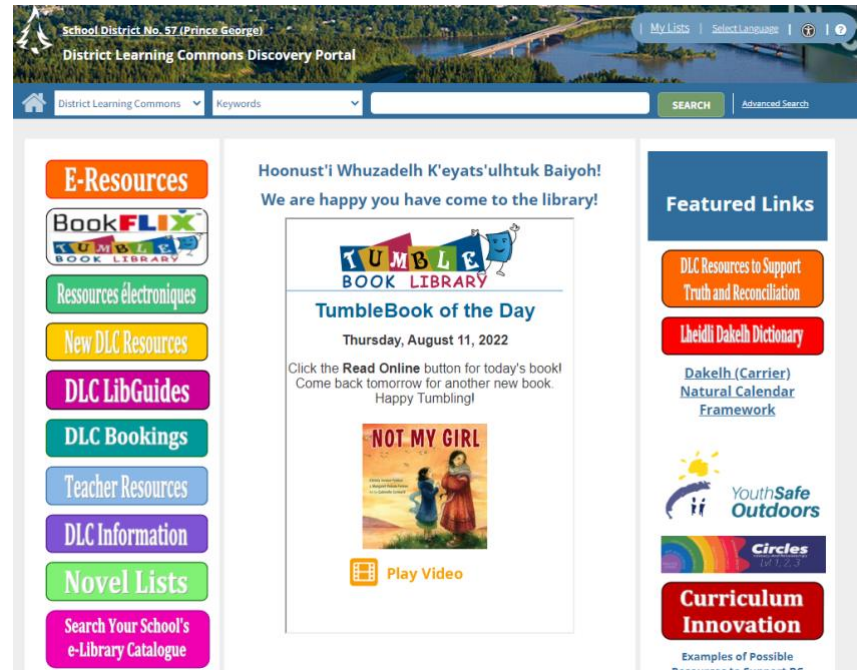 School District No. 57 (Prince George)
District Learning Commons Discovery Portal
My Lists | Select Language
District Learning Commons
Keywords
SEARCH
Advanced Search
E-Resources
BookFLIX
TUMBLE
BOOK LIBRARY
Ressources électroniques
New DLC Resources
DLC LibGuides
DLC Bookings
Teacher Resources
DLC Information
Novel Lists
Search Your School's
e-Library Catalogue
Hoonust'i Whuzadelh K'eyats'ulhtuk Baiyoh!
We are happy you have come to the library!
TUMBLE
BOOK LIBRARY
TumbleBook of the Day
Thursday, August 11, 2022
Click the Read Online button for today's book!
Come back tomorrow for another new book.
Happy Tumbling!
NOT MY GIRL
Play Video
Featured Links
DLC Resources to Support
Truth and Reconciliation
Lheidli Dakelh Dictionary
Dakelh (Carrier)
Natural Calendar
Framework
YouthSafe
Outdoors
Circles
Lvl 1, 2, 3
Curriculum
Innovation
Examples of Possible